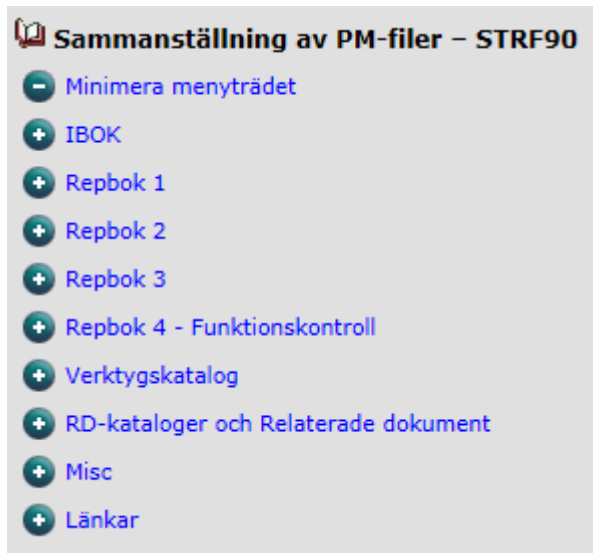 Sammanställning av PM-filer – STRF90
Minimera menyträdet
IBOK
Repbok 1
Repbok 2
Repbok 3
Repbok 4 - Funktionskontroll
Verktygskatalog
RD-kataloger och Relaterade dokument
Misc
Länkar